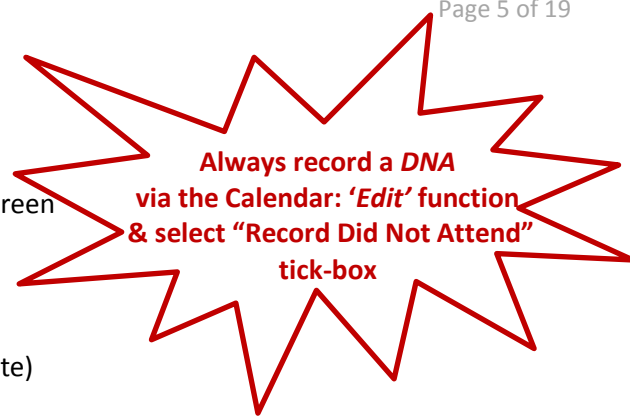 Page 5 of 19
Always record a DNA
via the Calendar: ‘Edit’ function
reen
& select “Record Did Not Attend”
tick-box
te)